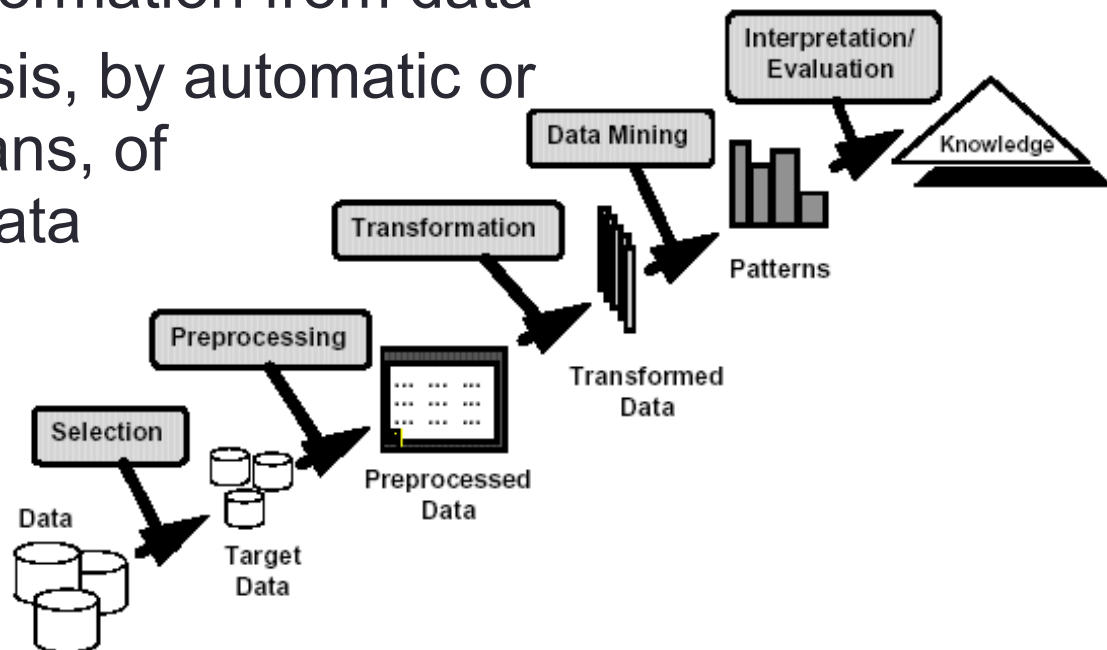 ormation from data
sis, by automatic or
ans, of
ata
Interpretation/
Evaluation
Data Mining
Knowledge
Transformation
Patterns
Preprocessing
Transformed
Data
Selection
Preprocessed
Data
Data
Target
Data
... ... ...
... ... ...
... ... ...